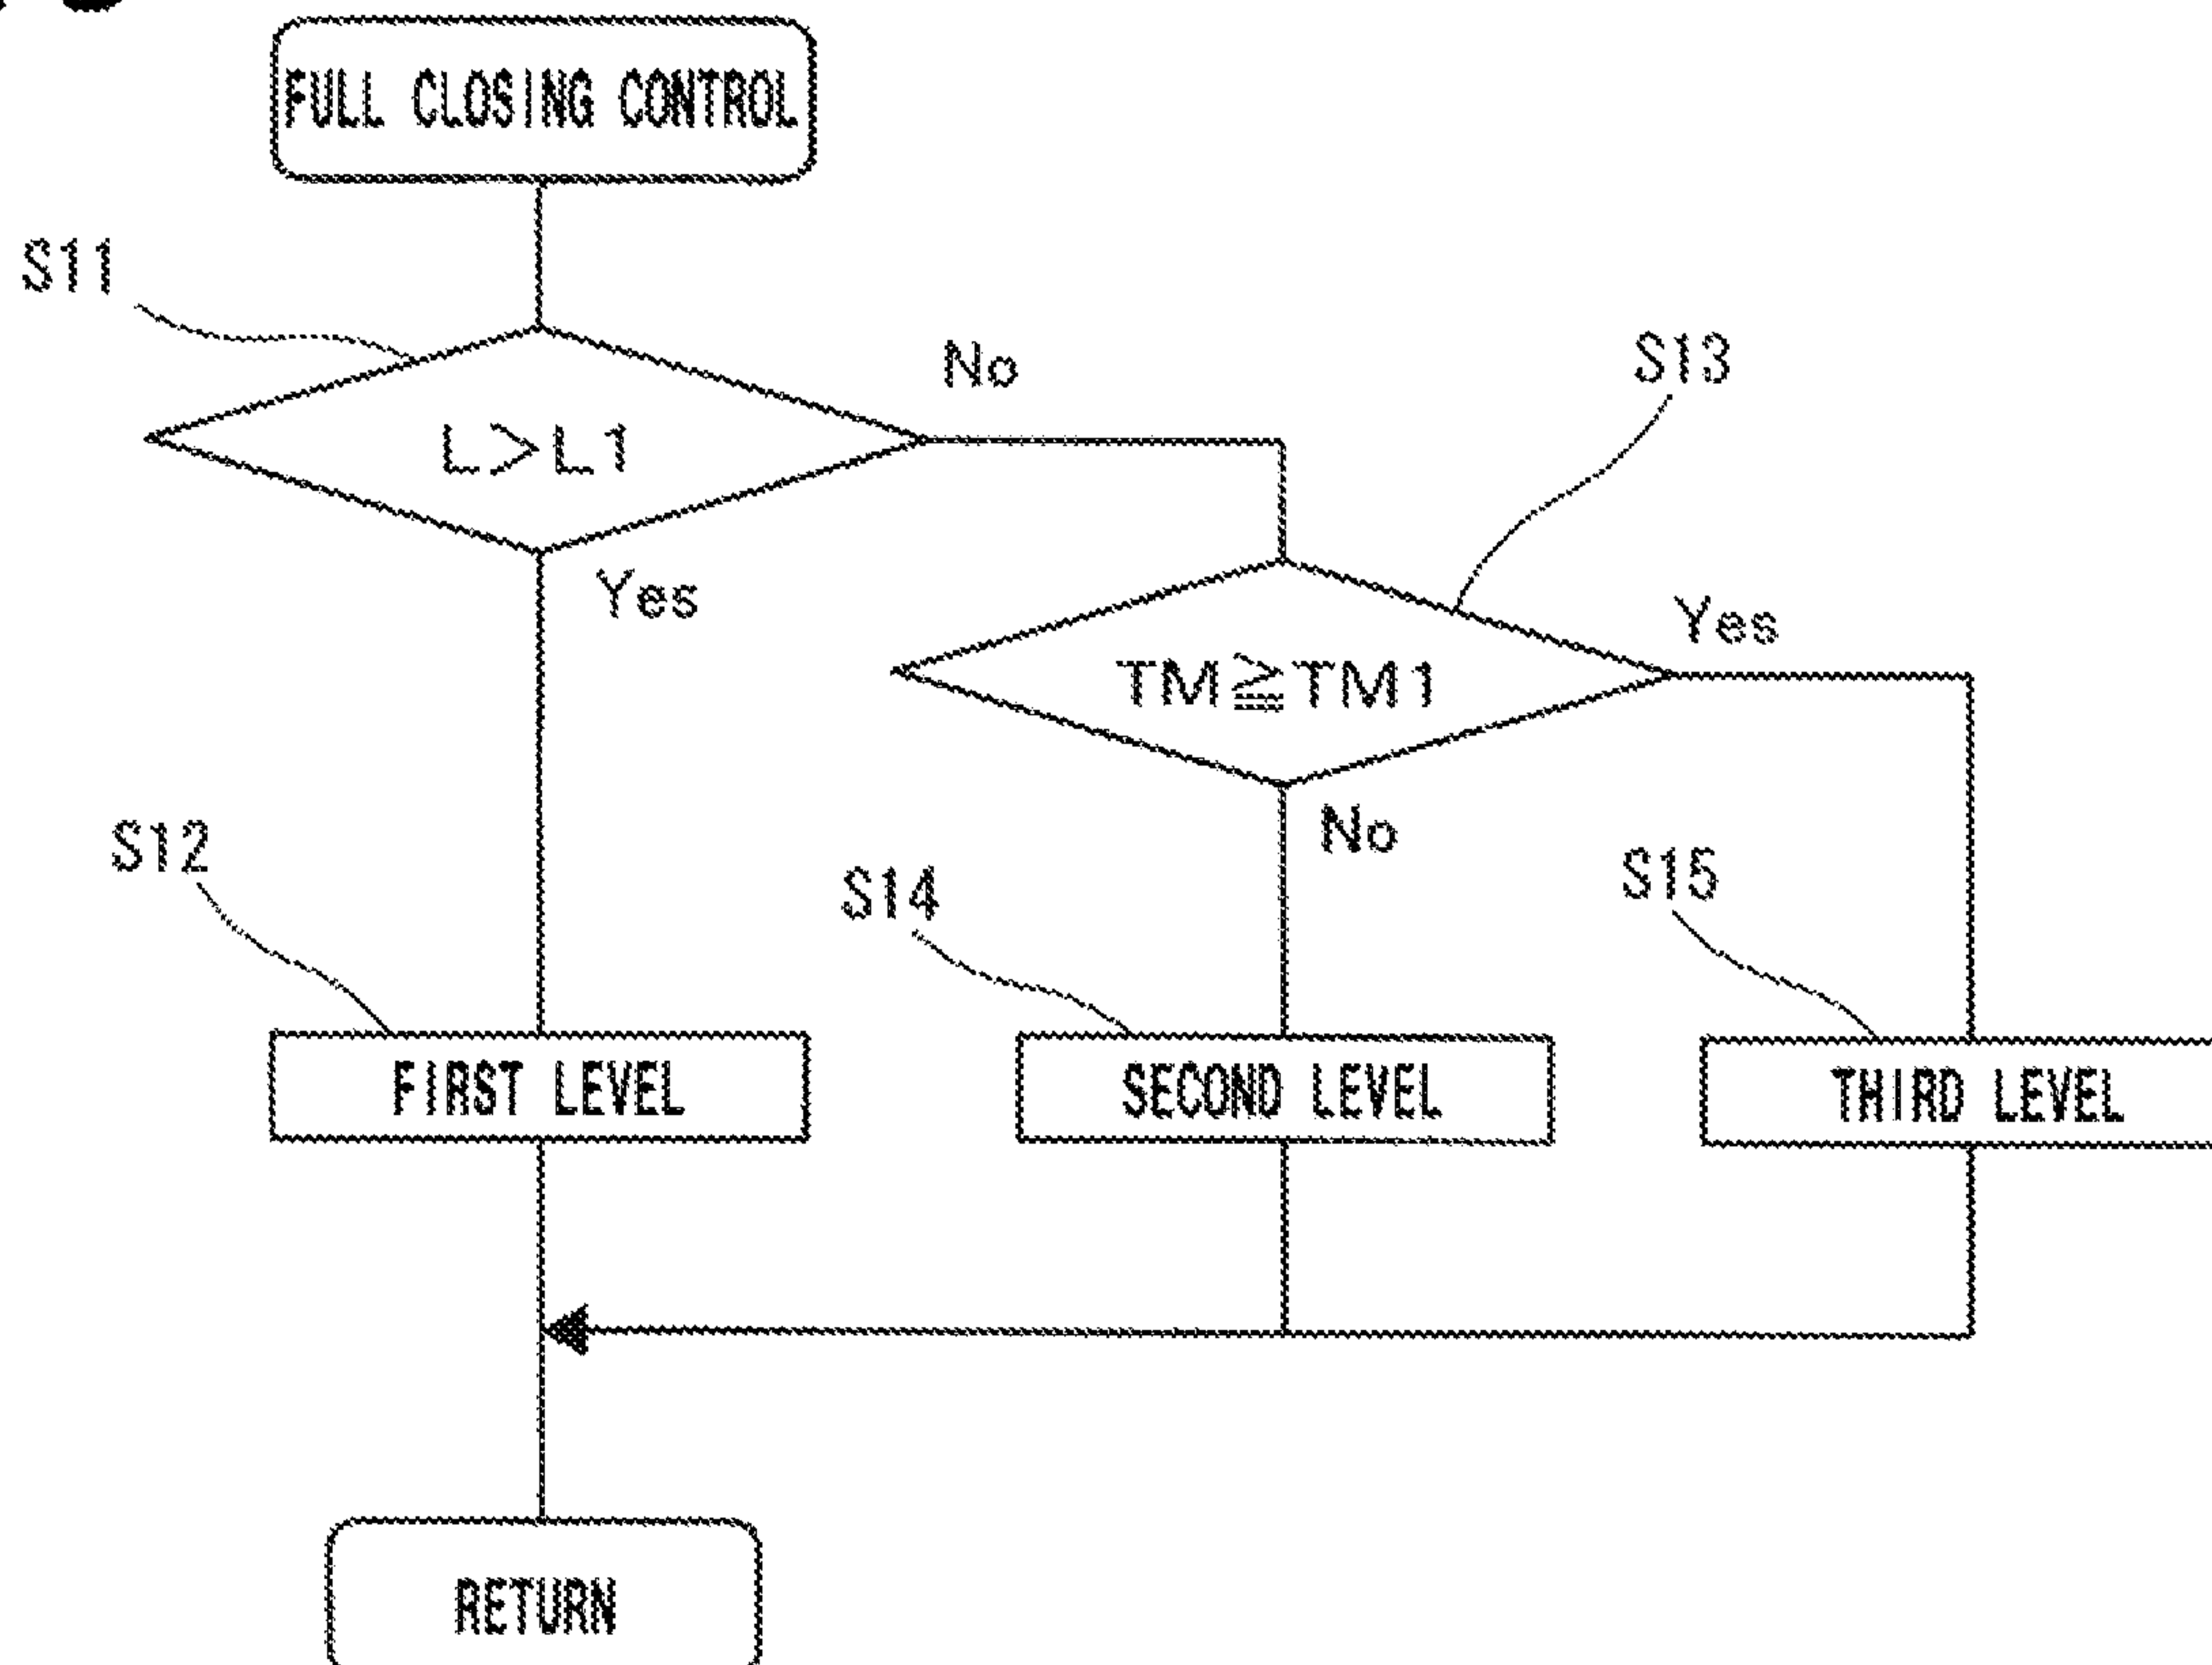 FULL CLOSING CONTROL
S11
L>L1
No
Yes
S13
TM≧TM1
Yes
No
S12
S14
S15
FIRST LEVEL
SECOND LEVEL
THIRD LEVEL
RETURN